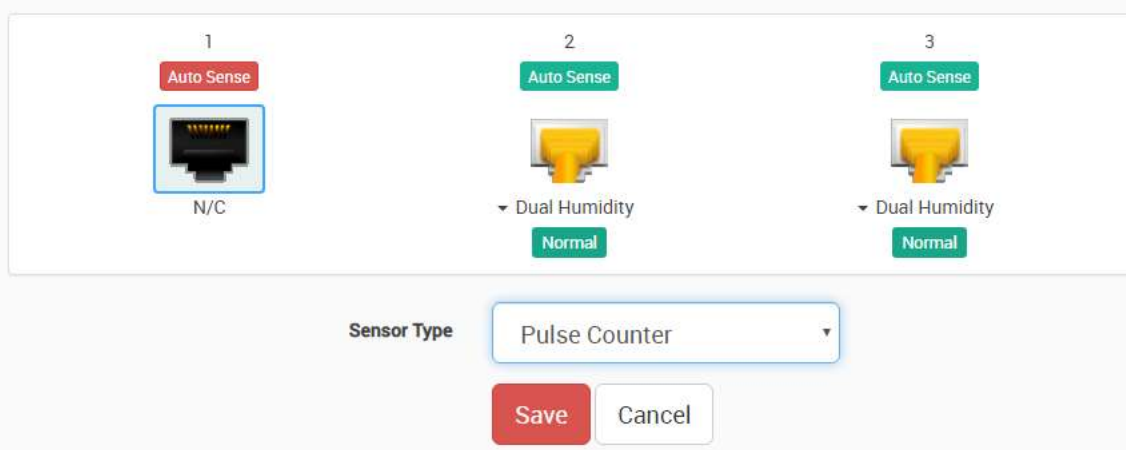 1 2 3
Auto Sense Auto Sense Auto Sense
N/C Dual Humidity Dual Humidity
Normal Normal
Sensor Type Pulse Counter
Save Cancel